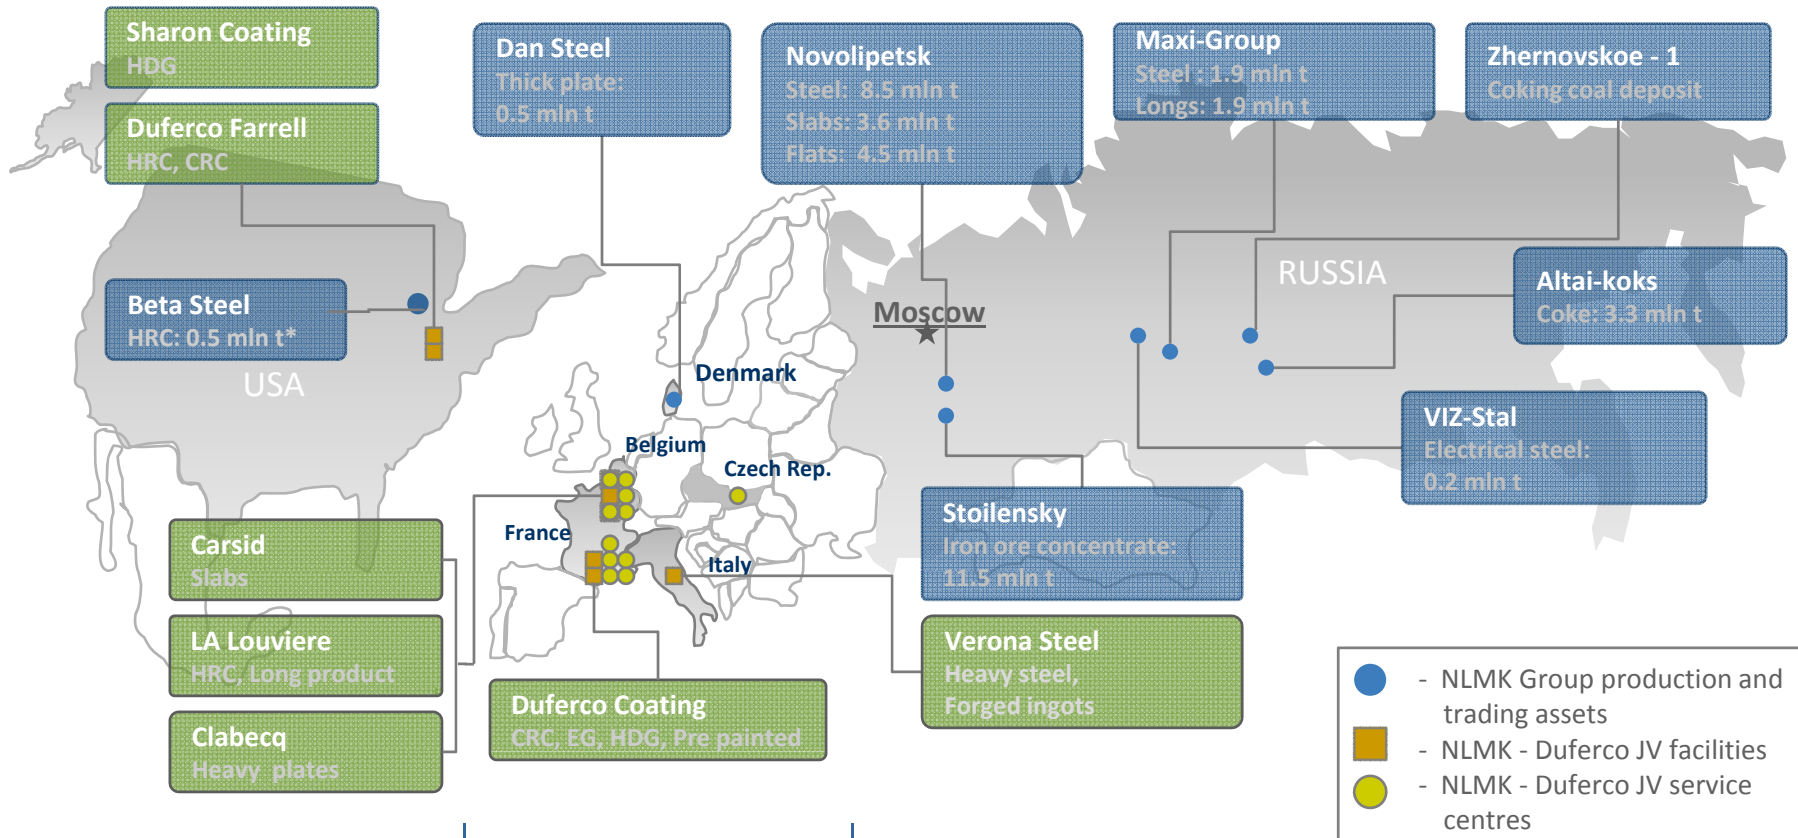 Sharon Coating
HDG
Duferco Farrell
HRC, CRC
Beta Steel
HRC: 0.5 mln t*
USA
Dan Steel
Thick plate:
0.5 mln t
Novolipetsk
Steel:  8.5 mln t
Slabs: 3.6 mln t
Flats:  4.5 mln t
Maxi-Group
Steel : 1.9 mln t
Longs: 1.9 mln t
Zhernovskoe - 1
Coking coal deposit
RUSSIA
Moscow
Altai-koks
Coke: 3.3 mln t
VIZ-Stal
Electrical steel:
0.2 mln t
Denmark
Belgium
Czech Rep.
France
Italy
Stoilensky
Iron ore concentrate:
11.5 mln t
Carsid
Slabs
LA Louviere
HRC, Long product
Clabecq
Heavy  plates
Duferco Coating
CRC, EG, HDG, Pre painted
Verona Steel
Heavy steel,
Forged ingots
- NLMK Group production and
trading assets
- NLMK - Duferco JV facilities
- NLMK - Duferco JV service
centres